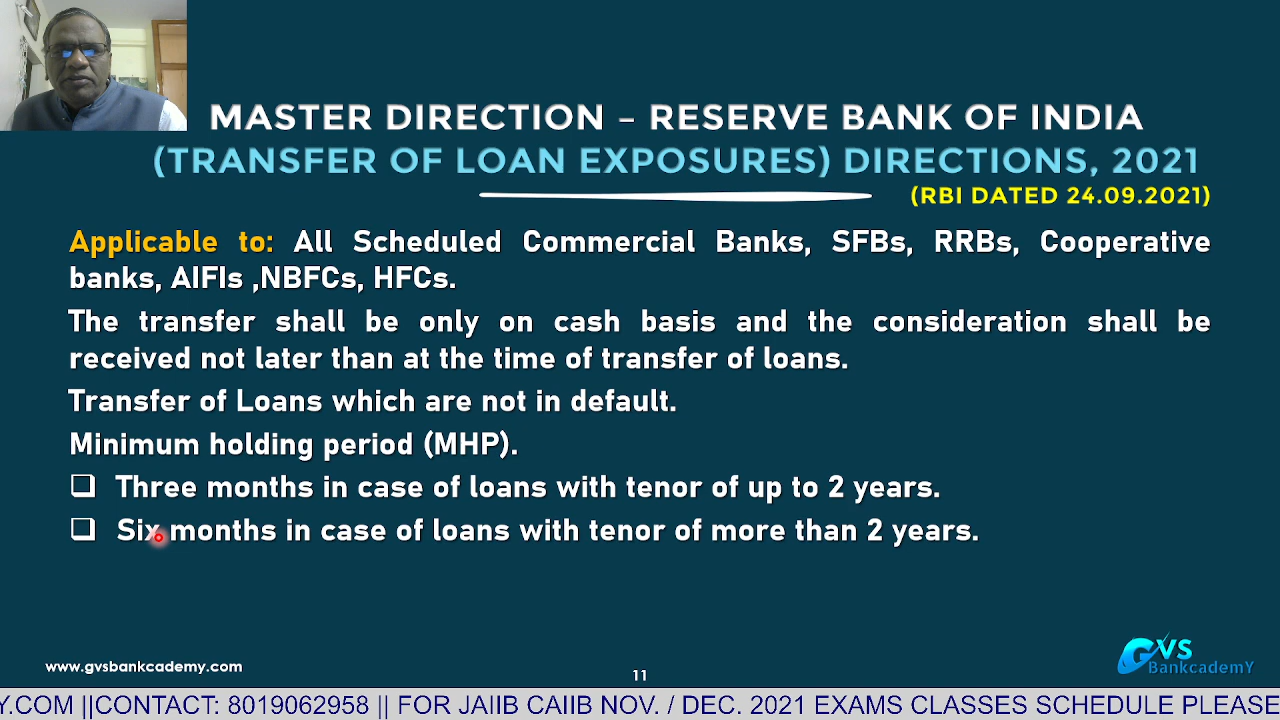 MASTER DIRECTION – RESERVE BANK OF INDIA
(TRANSFER OF LOAN EXPOSURES) DIRECTIONS, 2021
(RBI DATED 24.09.2021)
Applicable to: All Scheduled Commercial Banks, SFBs, RRBs, Cooperative
banks, AIFIs ,NBFCs, HFCs.
The transfer shall be only on cash basis and the consideration shall be
received not later than at the time of transfer of loans.
Transfer of Loans which are not in default.
Minimum holding period (MHP).
❑ Three months in case of loans with tenor of up to 2 years.
❑ Six months in case of loans with tenor of more than 2 years.
www.gvsbankcademy.com
11
GVS
BankcademY
Y.COM ||CONTACT: 8019062958 || FOR JAIIB CAIIB NOV. / DEC. 2021 EXAMS CLASSES SCHEDULE PLEASE